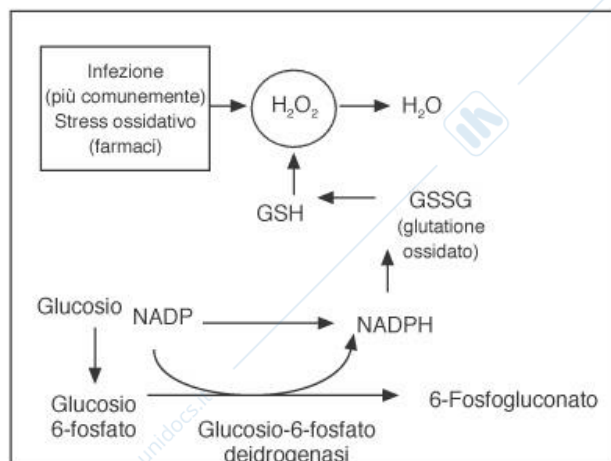 Infezione
(più comunemente)
Stress ossidativo
(farmaci)
H₂O₂
H₂O
GSH
GSSG
(glutatione
ossidato)
Glucosio
NADP
NADPH
Glucosio
6-fosfato
6-Fosfogluconato
Glucosio-6-fosfato
deidrogenasi
unidocs.i